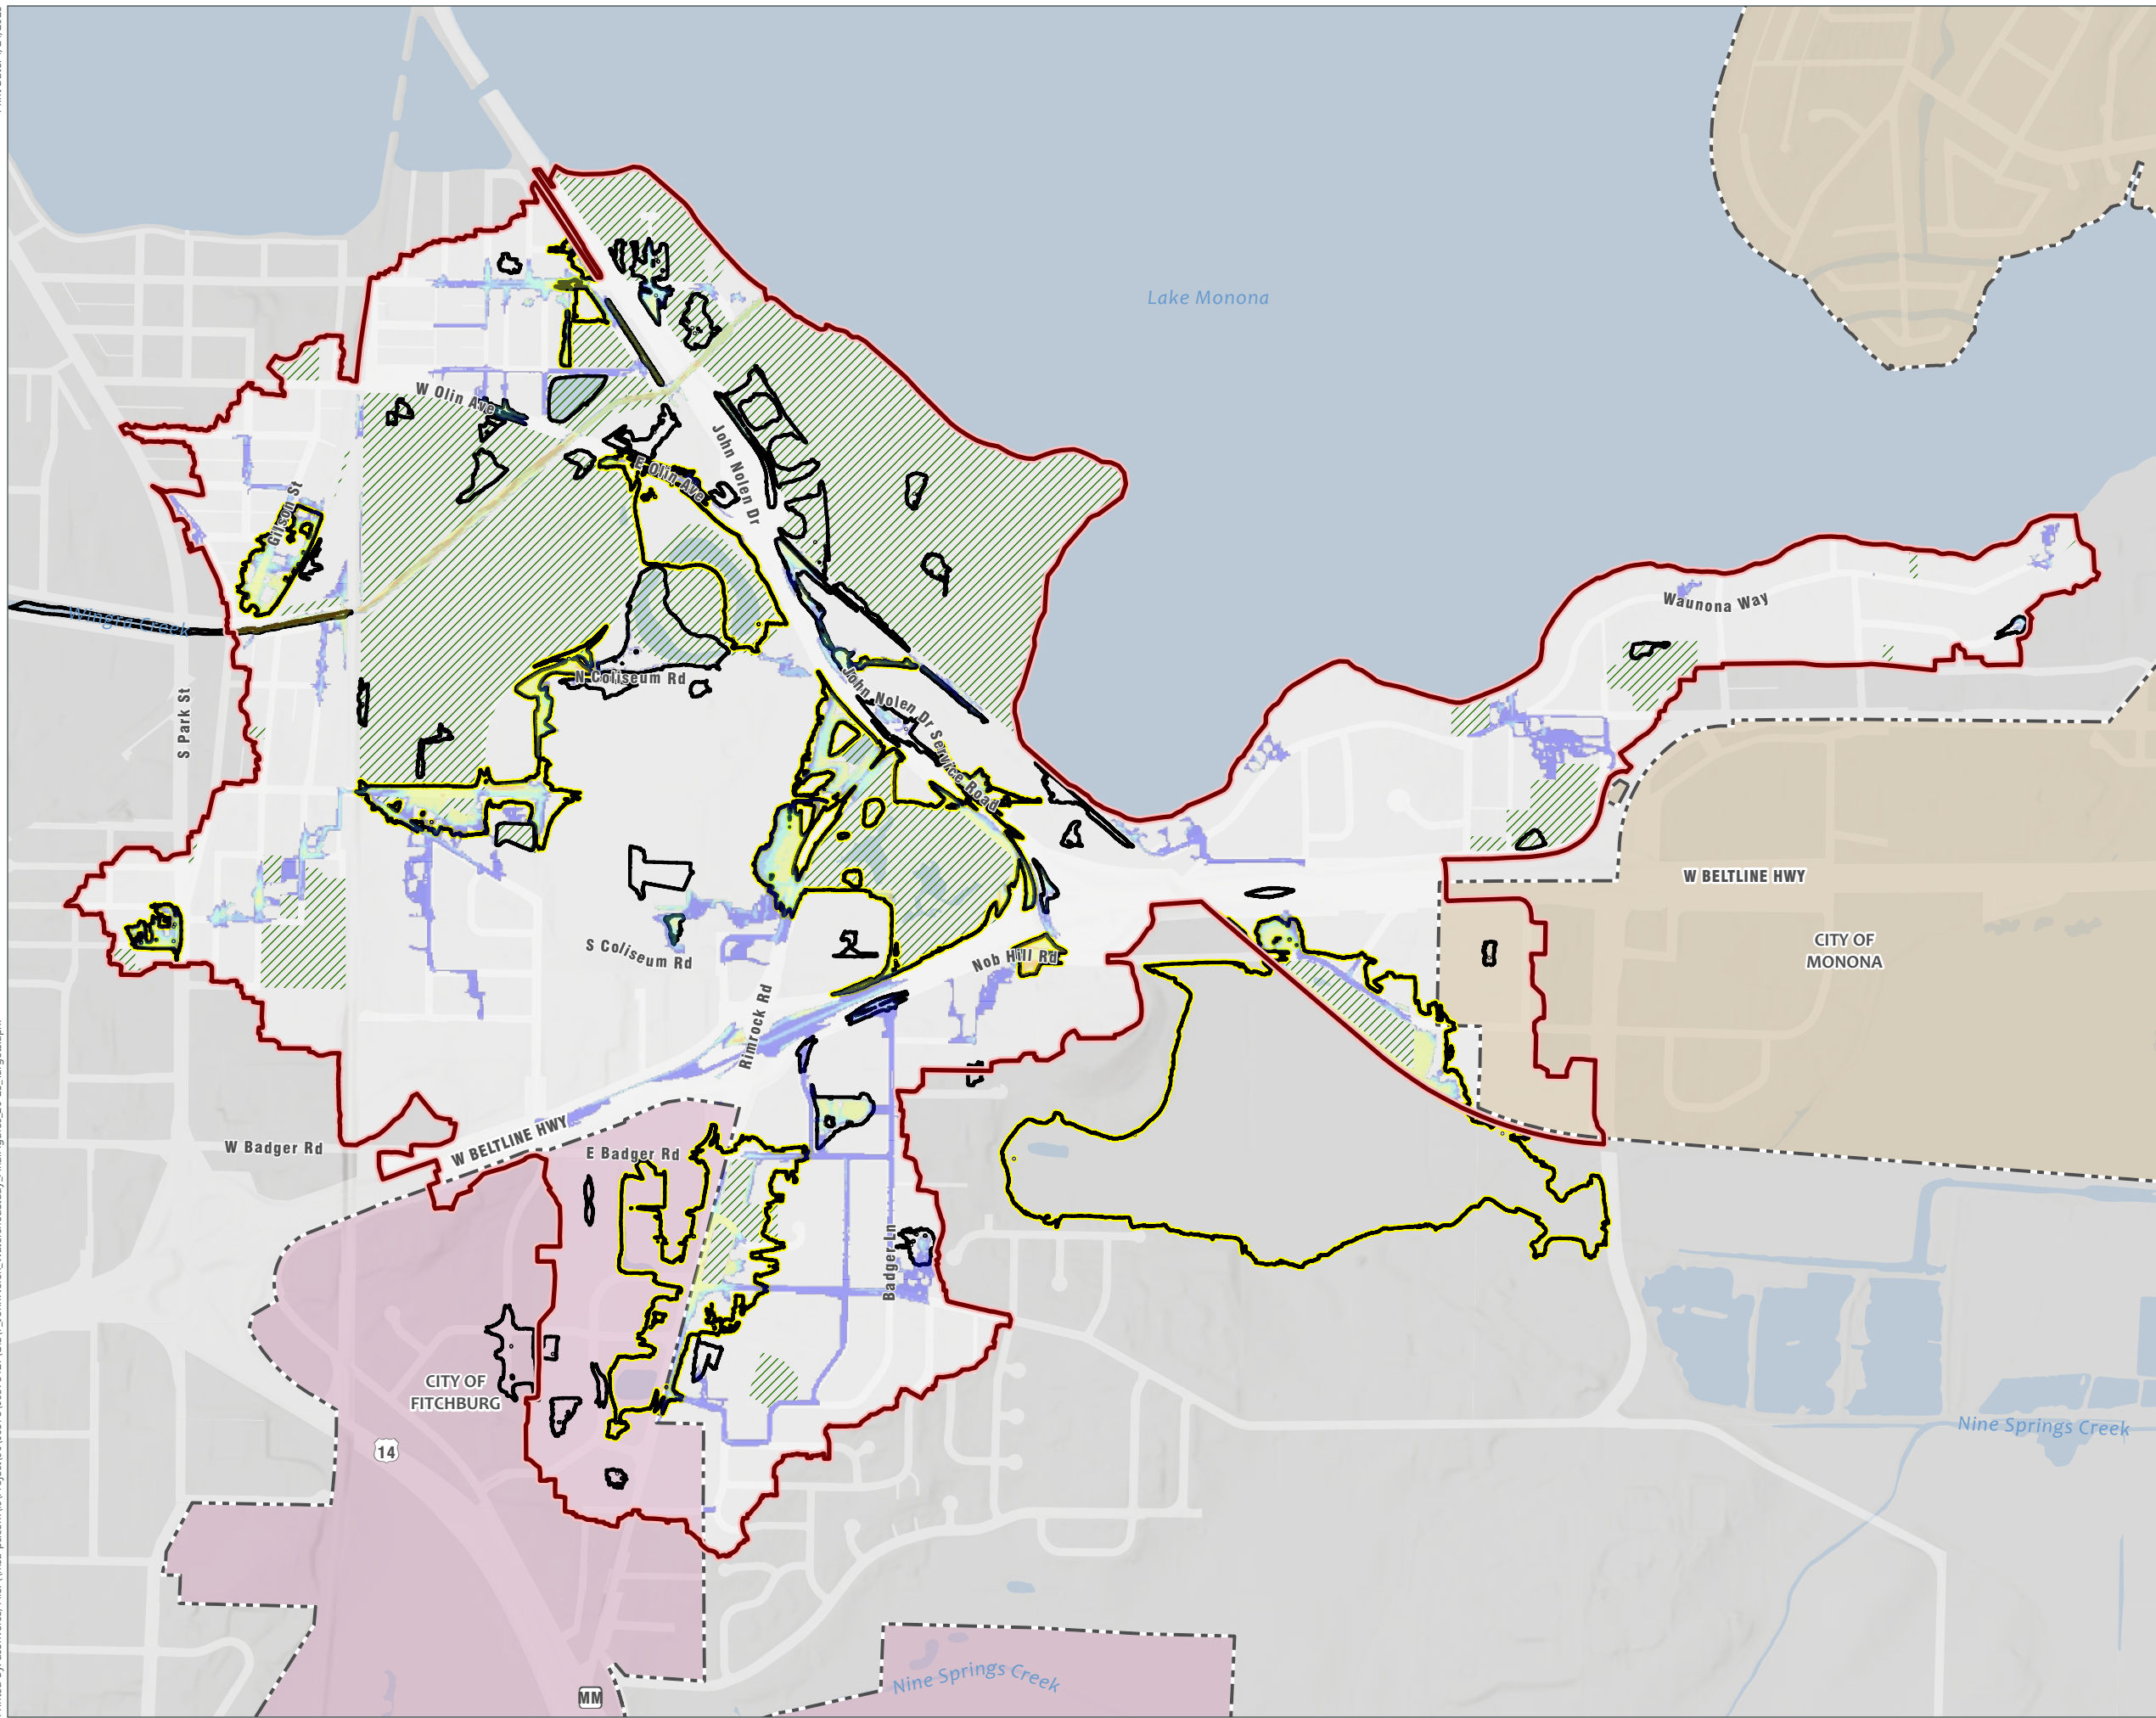 Lake Monona
W Olin Ave
John Nolen Dr
E Olin Ave
Gilson St
Waunona Way
Wingra Creek
N Coliseum Rd
John Nolen Dr Service Road
S Park St
W BELTLINE HWY
CITY OF
MONONA
S Coliseum Rd
Nob Hill Rd
Rimrock Rd
W Badger Rd
W BELTLINE HWY
E Badger Rd
Badger Ln
CITY OF
FITCHBURG
14
Nine Springs Creek
Nine Springs Creek
MM